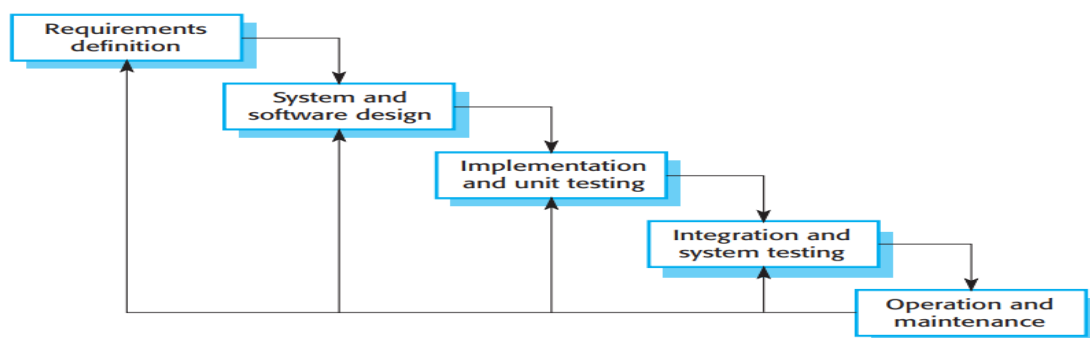 Requirements
definition
System and
software design
Implementation
and unit testing
Integration and
system testing
Operation and
maintenance